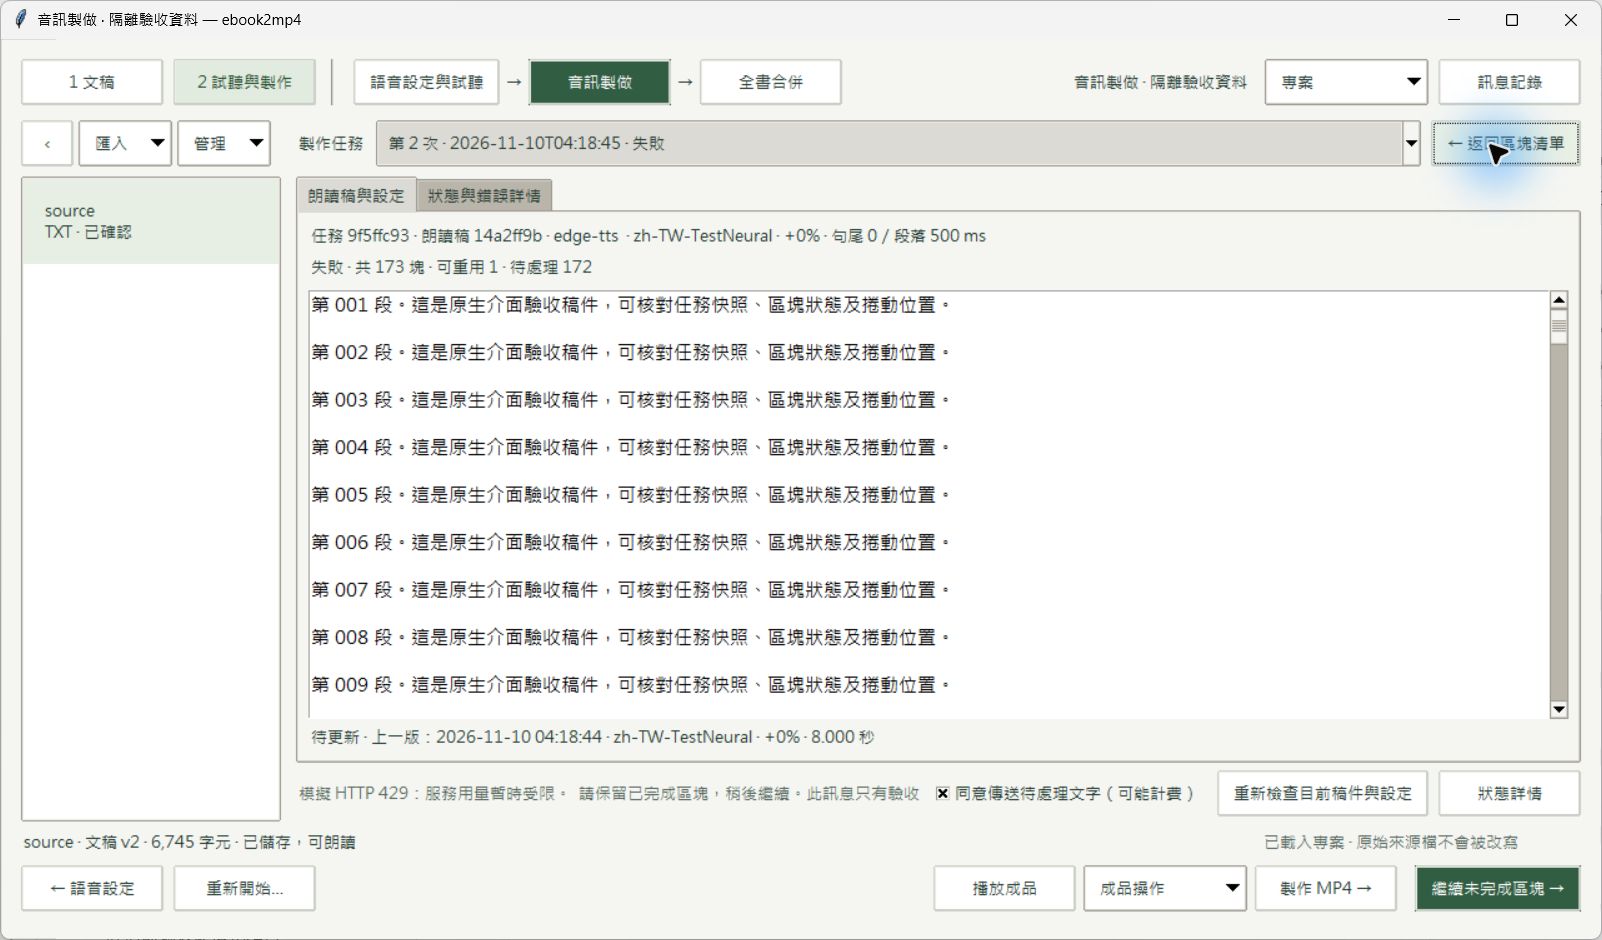 音訊製做 · 隔離驗收資料 — ebook2mp4
1 文稿
2 試聽與製作
語音設定與試聽
→
音訊製做
→
全書合併
音訊製做 · 隔離驗收資料
專案
訊息記錄
‹
匯入
管理
製作任務
第 2 次 · 2026-11-10T04:18:45 · 失敗
← 返回區塊清單
source
TXT · 已確認
朗讀稿與設定
狀態與錯誤詳情
任務 9f5ffc93 · 朗讀稿 14a2ff9b · edge-tts · zh-TW-TestNeural · +0% · 句尾 0 / 段落 500 ms
失敗 · 共 173 塊 · 可重用 1 · 待處理 172
第 001 段。這是原生介面驗收稿件，可核對任務快照、區塊狀態及捲動位置。
第 002 段。這是原生介面驗收稿件，可核對任務快照、區塊狀態及捲動位置。
第 003 段。這是原生介面驗收稿件，可核對任務快照、區塊狀態及捲動位置。
第 004 段。這是原生介面驗收稿件，可核對任務快照、區塊狀態及捲動位置。
第 005 段。這是原生介面驗收稿件，可核對任務快照、區塊狀態及捲動位置。
第 006 段。這是原生介面驗收稿件，可核對任務快照、區塊狀態及捲動位置。
第 007 段。這是原生介面驗收稿件，可核對任務快照、區塊狀態及捲動位置。
第 008 段。這是原生介面驗收稿件，可核對任務快照、區塊狀態及捲動位置。
第 009 段。這是原生介面驗收稿件，可核對任務快照、區塊狀態及捲動位置。
待更新 · 上一版：2026-11-10 04:18:44 · zh-TW-TestNeural · +0% · 8.000 秒
模擬 HTTP 429：服務用量暫時受限。 請保留已完成區塊，稍後繼續。此訊息只有驗收
同意傳送待處理文字（可能計費）
重新檢查目前稿件與設定
狀態詳情
source · 文稿 v2 · 6,745 字元 · 已儲存，可朗讀
已載入專案 · 原始來源檔不會被改寫
← 語音設定
重新開始...
播放成品
成品操作
製作 MP4 →
繼續未完成區塊 →